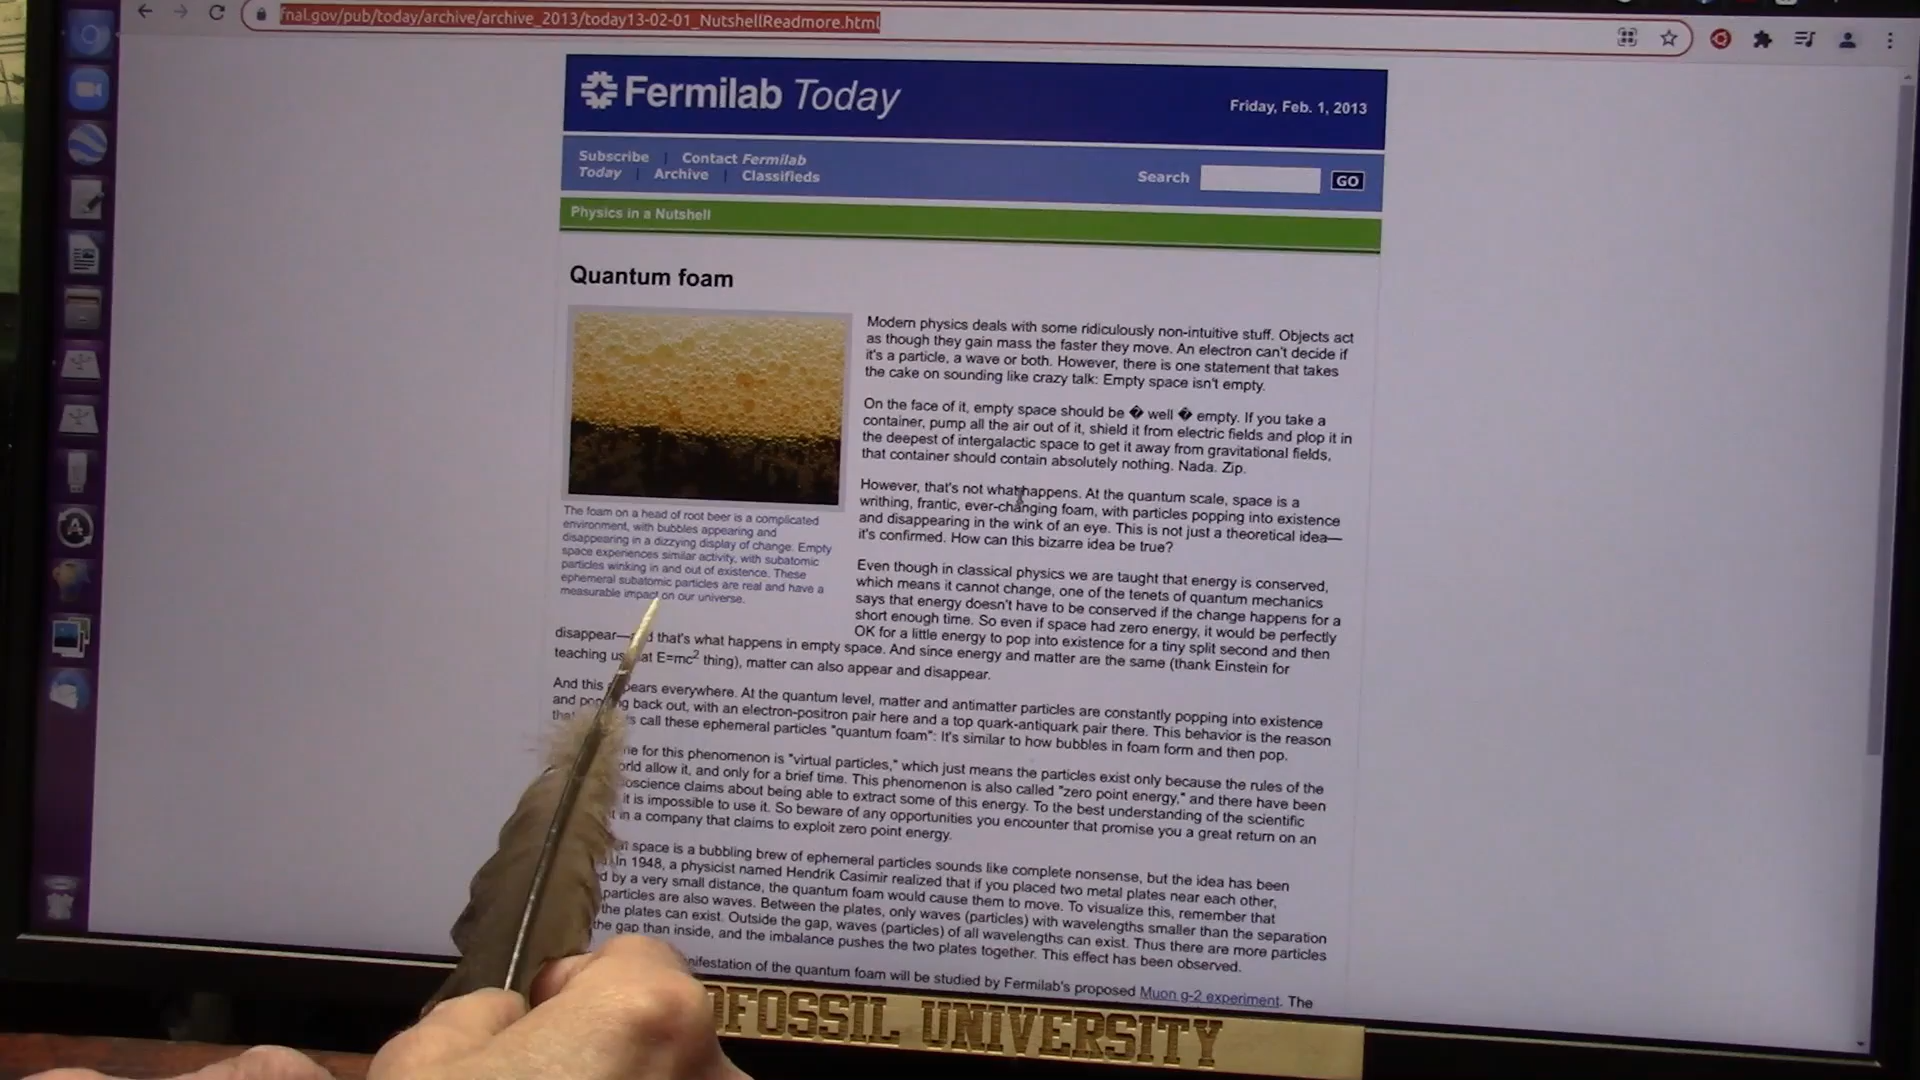 fnal.gov/pub/today/archive/archive_2013/today13-02-01_NutshellReadmore.html
Fermilab Today
Friday, Feb. 1, 2013
Subscribe | Contact Fermilab
Today | Archive | Classifieds
Search GO
Physics in a Nutshell
Quantum foam
The foam on a head of root beer is a complicated
environment, with bubbles appearing and
disappearing in a dizzying display of change. Empty
space experiences similar activity, with subatomic
particles winking in and out of existence. These
ephemeral subatomic particles are real and have a
measurable impact on our universe.
Modern physics deals with some ridiculously non-intuitive stuff. Objects act
as though they gain mass the faster they move. An electron can't decide if
it's a particle, a wave or both. However, there is one statement that takes
the cake on sounding like crazy talk: Empty space isn't empty.
On the face of it, empty space should be � well � empty. If you take a
container, pump all the air out of it, shield it from electric fields and plop it in
the deepest of intergalactic space to get it away from gravitational fields,
that container should contain absolutely nothing. Nada. Zip.
However, that's not what happens. At the quantum scale, space is a
writhing, frantic, ever-changing foam, with particles popping into existence
and disappearing in the wink of an eye. This is not just a theoretical idea—
it's confirmed. How can this bizarre idea be true?
Even though in classical physics we are taught that energy is conserved,
which means it cannot change, one of the tenets of quantum mechanics
says that energy doesn't have to be conserved if the change happens for a
short enough time. So even if space had zero energy, it would be perfectly
OK for a little energy to pop into existence for a tiny split second and then
disappear— that's what happens in empty space. And since energy and matter are the same (thank Einstein for
teaching us E=mc² thing), matter can also appear and disappear.
And this everywhere. At the quantum level, matter and antimatter particles are constantly popping into existence
and back out, with an electron-positron pair here and a top quark-antiquark pair there. This behavior is the reason
call these ephemeral particles "quantum foam": It's similar to how bubbles in foam form and then pop.
for this phenomenon is "virtual particles," which just means the particles exist only because the rules of the
allow it, and only for a brief time. This phenomenon is also called "zero point energy," and there have been
claims about being able to extract some of this energy. To the best understanding of the scientific
it is impossible to use it. So beware of any opportunities you encounter that promise you a great return on an
in a company that claims to exploit zero point energy.
space is a bubbling brew of ephemeral particles sounds like complete nonsense, but the idea has been
In 1948, a physicist named Hendrik Casimir realized that if you placed two metal plates near each other,
by a very small distance, the quantum foam would cause them to move. To visualize this, remember that
particles are also waves. Between the plates, only waves (particles) with wavelengths smaller than the separation
the plates can exist. Outside the gap, waves (particles) of all wavelengths can exist. Thus there are more particles
the gap than inside, and the imbalance pushes the two plates together. This effect has been observed.
of the quantum foam will be studied by Fermilab's proposed Muon g-2 experiment. The
UNIVERSITY